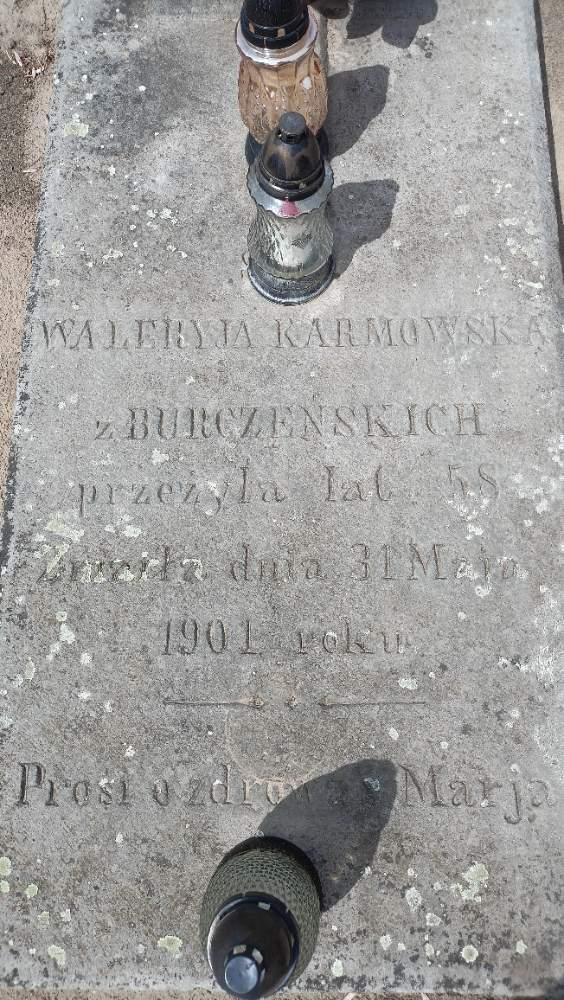 WALERYJA KARMOWSKA
z BURCZEŃSKICH
przeżyła lat 58
Zmarła dnia 31 Maja
1901 roku
Prosi o zdrowaś Marja